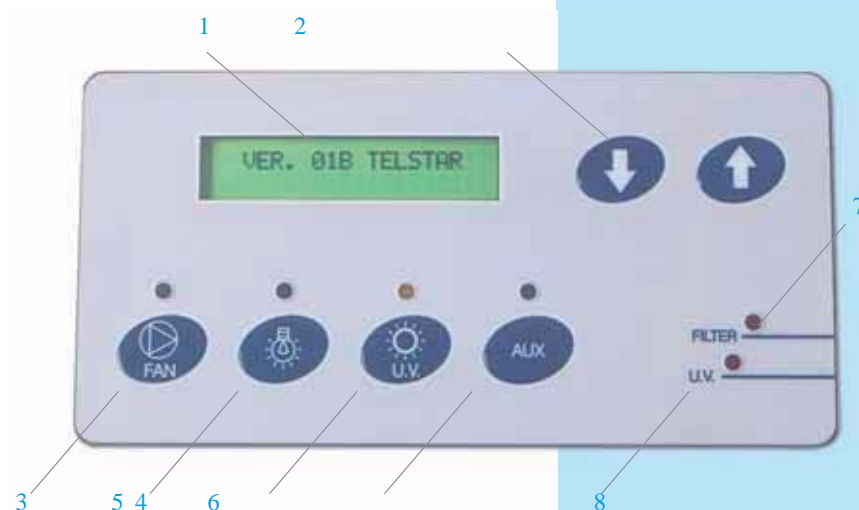 1 2
VER. 01B TELSTAR
7
FILTER
FAN U.V. AUX
U.V.
3 5 4 6 8